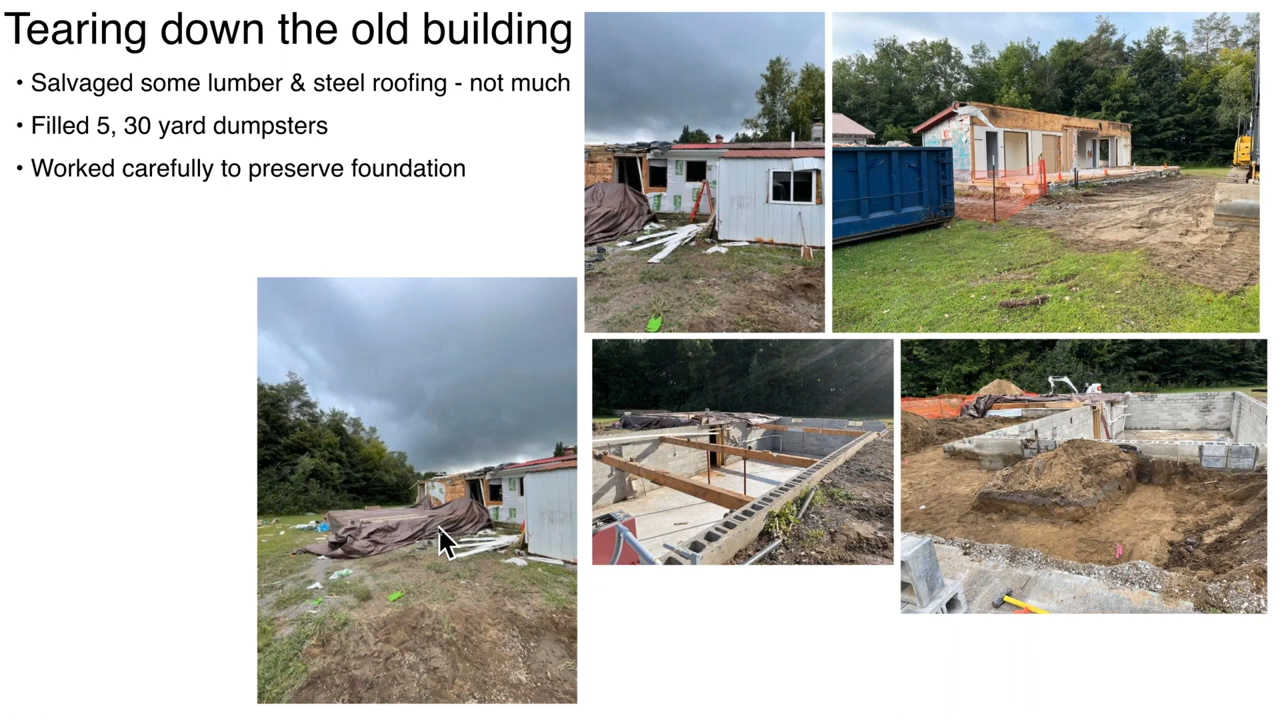 Tearing down the old building
• Salvaged some lumber & steel roofing - not much
• Filled 5, 30 yard dumpsters
• Worked carefully to preserve foundation